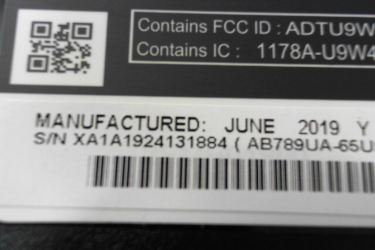 Contains FCC ID : ADTU9W
Contains IC : 1178A-U9W4
MANUFACTURED: JUNE 2019 Y
S/N XA1A1924131884 ( AB789UA-65U